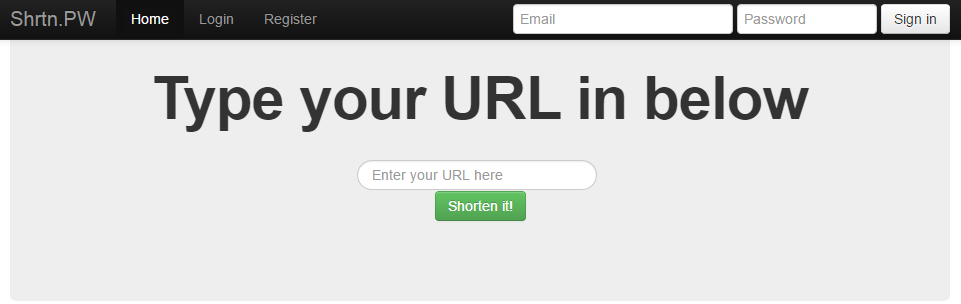 Shrtn.PW Home Login Register Email Password Sign in
Type your URL in below
Enter your URL here
Shorten it!